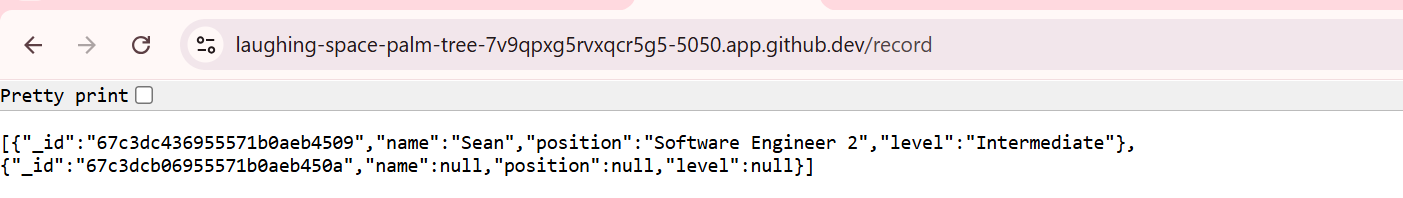 laughing-space-palm-tree-7v9qpxg5rvxqcr5g5-5050.app.github.dev/record
Pretty print
[{"_id":"67c3dc436955571b0aeb4509","name":"Sean","position":"Software Engineer 2","level":"Intermediate"},
{"_id":"67c3dcb06955571b0aeb450a","name":null,"position":null,"level":null}]